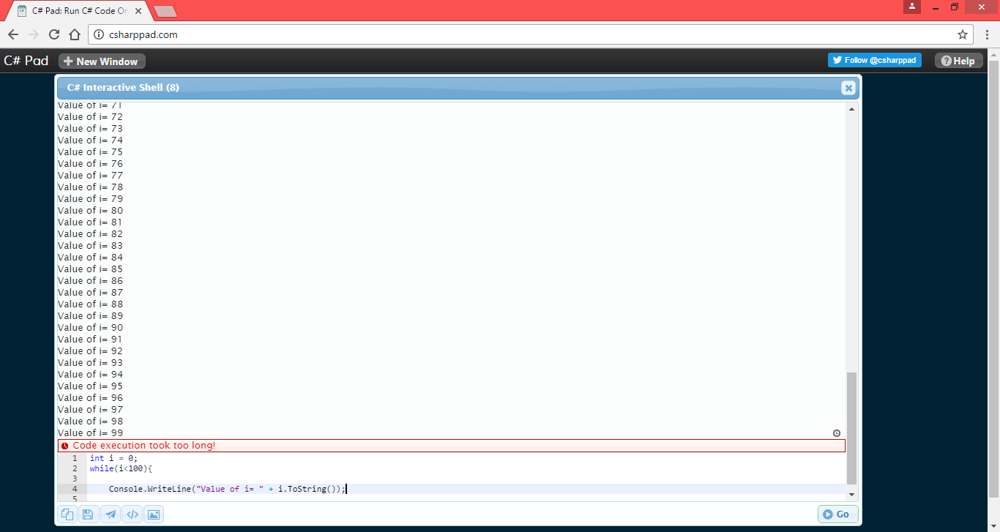 C# Pad: Run C# Code On
csharppad.com
C# Pad
New Window
Follow @csharppad
Help
C# Interactive Shell (8)
Value of i= 71
Value of i= 72
Value of i= 73
Value of i= 74
Value of i= 75
Value of i= 76
Value of i= 77
Value of i= 78
Value of i= 79
Value of i= 80
Value of i= 81
Value of i= 82
Value of i= 83
Value of i= 84
Value of i= 85
Value of i= 86
Value of i= 87
Value of i= 88
Value of i= 89
Value of i= 90
Value of i= 91
Value of i= 92
Value of i= 93
Value of i= 94
Value of i= 95
Value of i= 96
Value of i= 97
Value of i= 98
Value of i= 99
Code execution took too long!
1 int i = 0;
2 while(i<100){
3
4 Console.WriteLine("Value of i= " + i.ToString());
5
Go